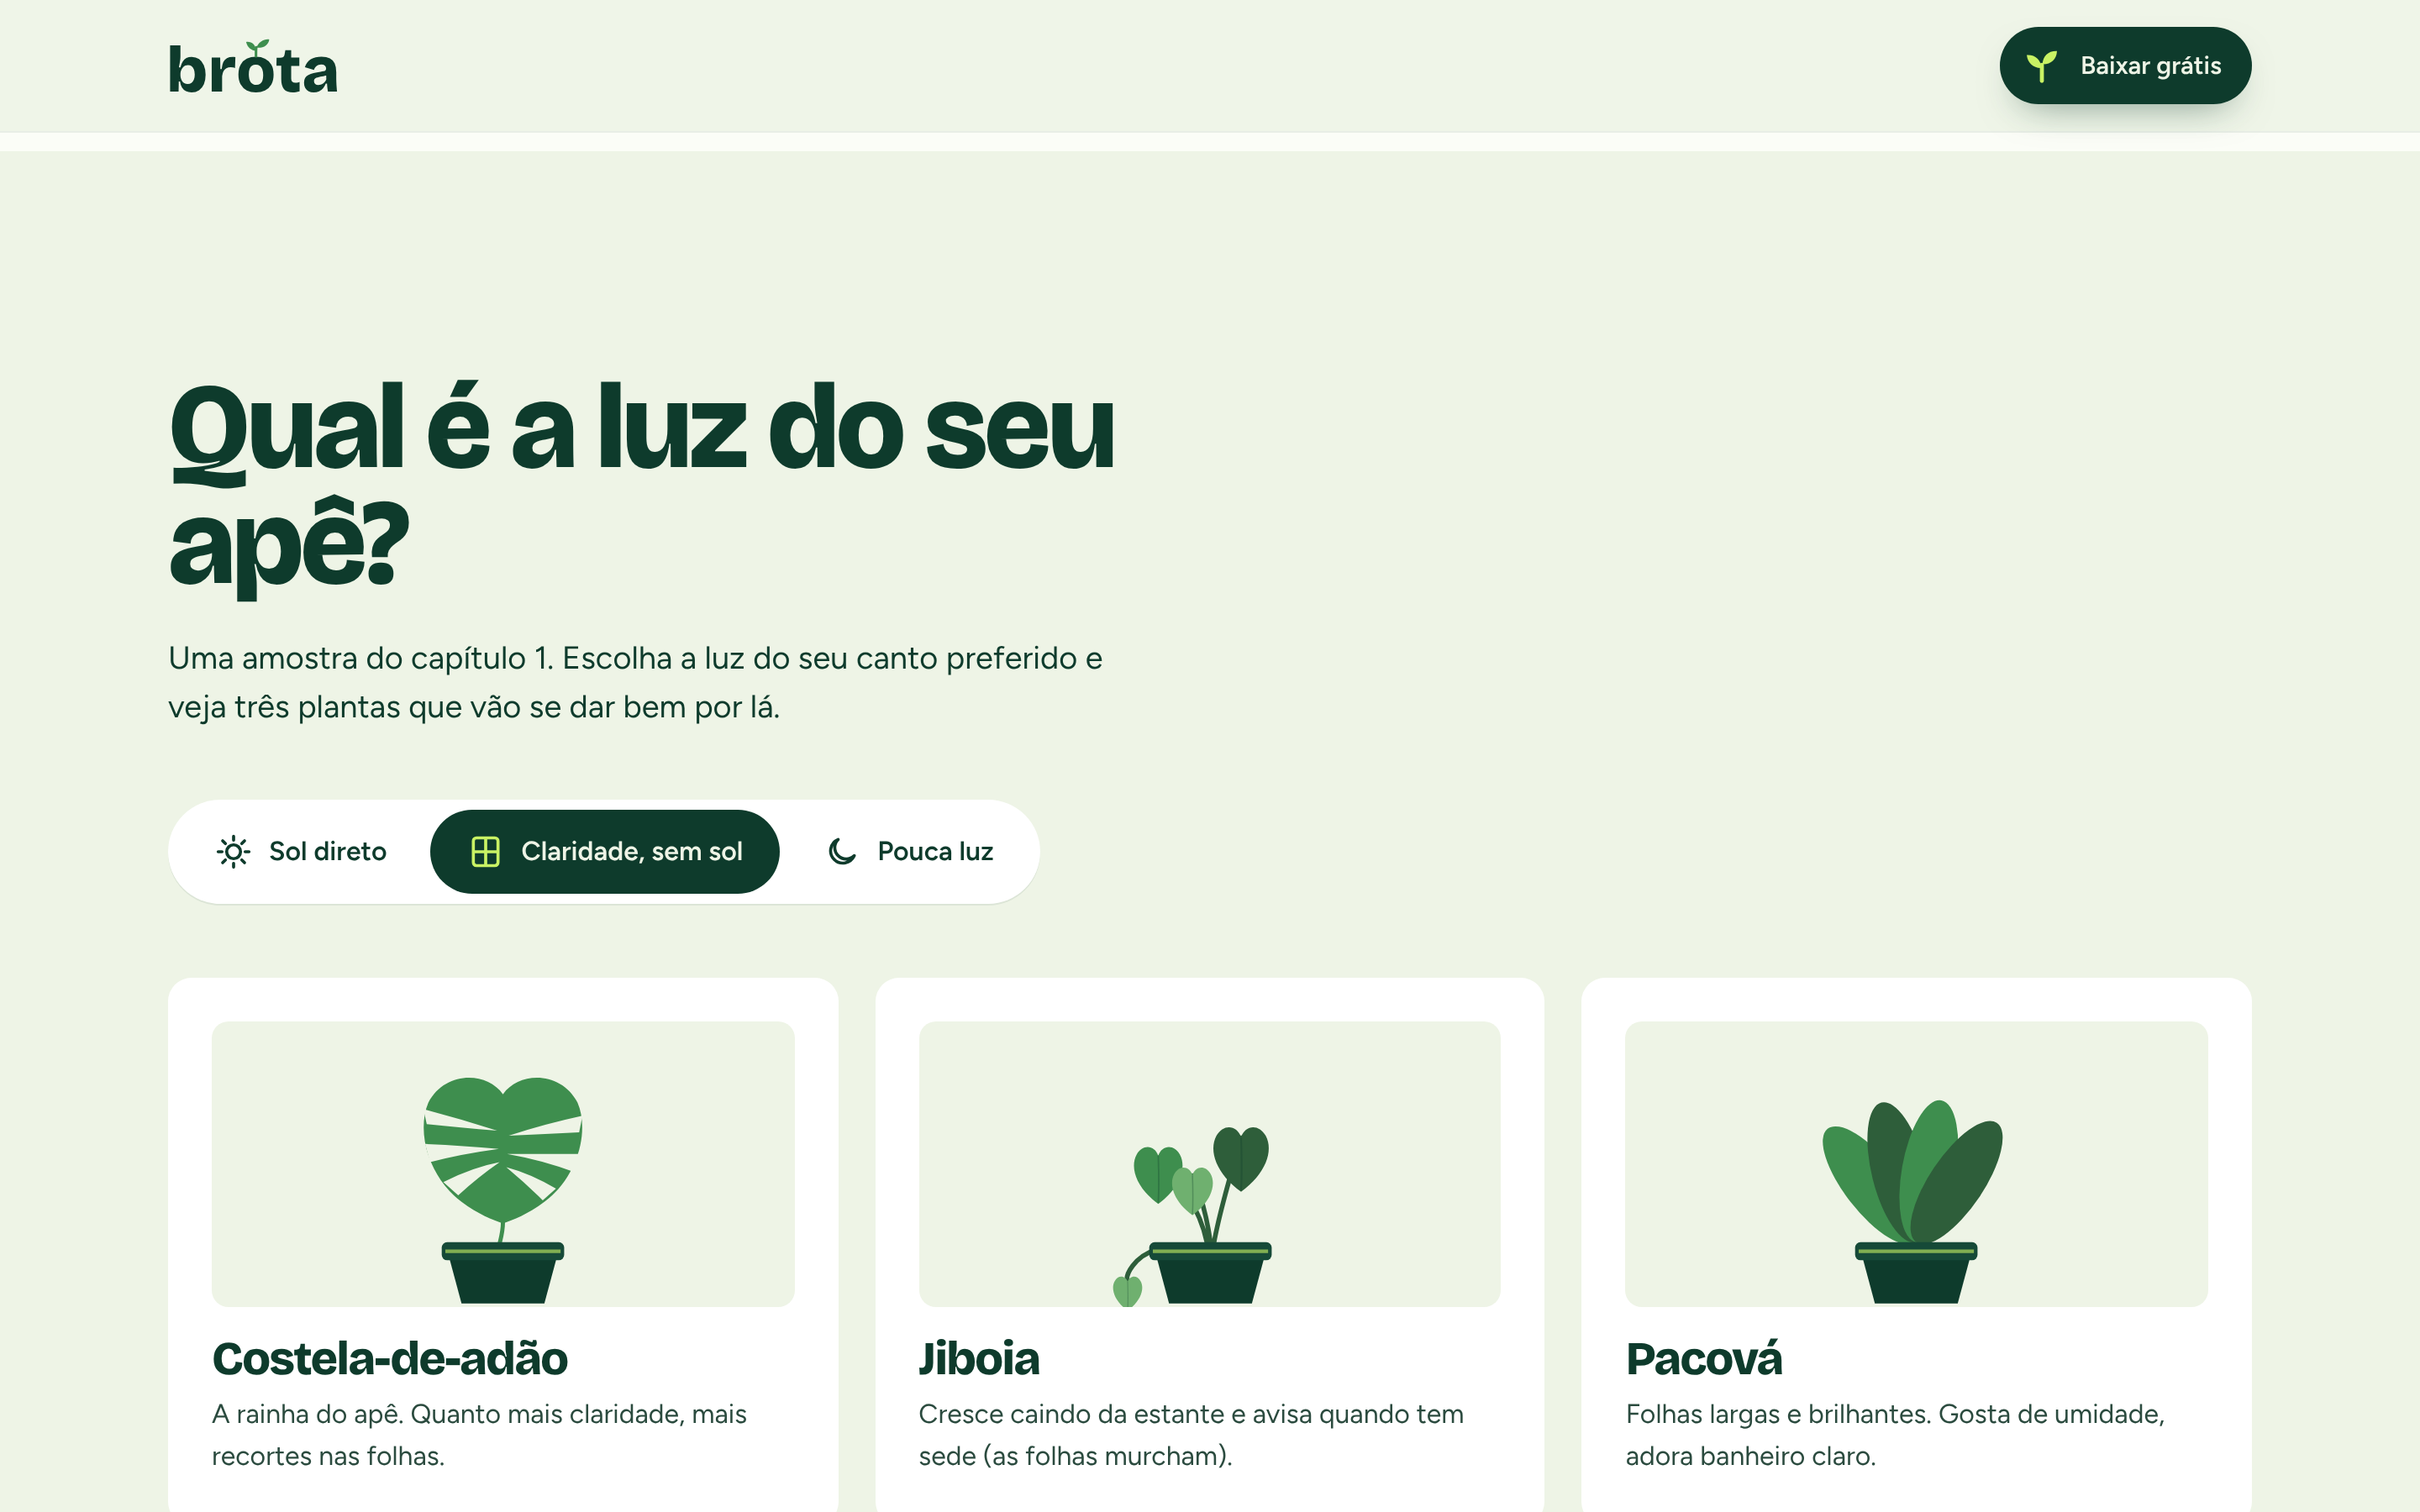 brota
Baixar grátis
Qual é a luz do seu
apê?
Uma amostra do capítulo 1. Escolha a luz do seu canto preferido e
veja três plantas que vão se dar bem por lá.
Sol direto
Claridade, sem sol
Pouca luz
Costela-de-adão
A rainha do apê. Quanto mais claridade, mais
recortes nas folhas.
Jiboia
Cresce caindo da estante e avisa quando tem
sede (as folhas murcham).
Pacová
Folhas largas e brilhantes. Gosta de umidade,
adora banheiro claro.